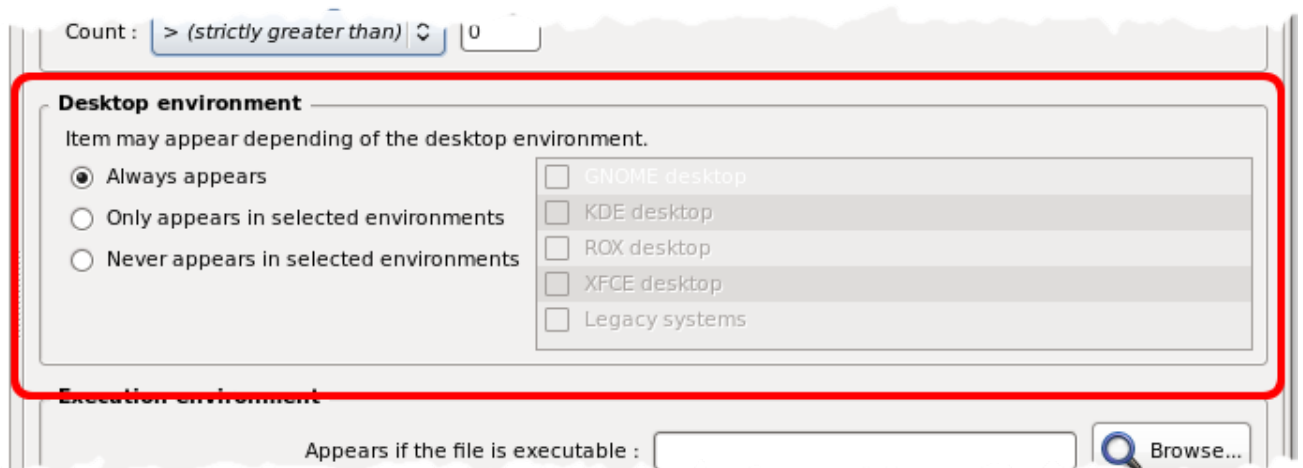 Count : > (strictly greater than) 0
Desktop environment
Item may appear depending of the desktop environment.
Always appears
Only appears in selected environments
Never appears in selected environments
GNOME desktop
KDE desktop
ROX desktop
XFCE desktop
Legacy systems
Execution environment
Appears if the file is executable : Browse...